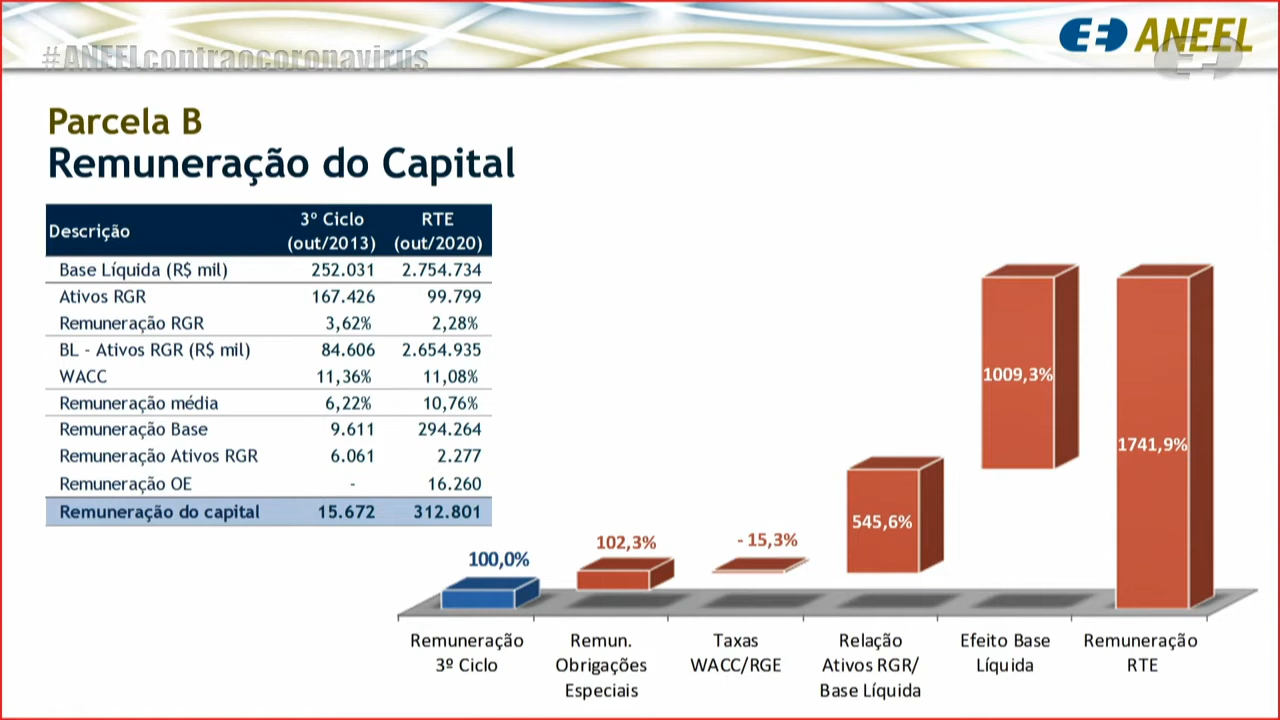 #ANEELcontraocoronavirus
ANEEL
Parcela B
Remuneração do Capital
Descrição 3º Ciclo (out/2013) RTE (out/2020)
Base Líquida (R$ mil) 252.031 2.754.734
Ativos RGR 167.426 99.799
Remuneração RGR 3,62% 2,28%
BL - Ativos RGR (R$ mil) 84.606 2.654.935
WACC 11,36% 11,08%
Remuneração média 6,22% 10,76%
Remuneração Base 9.611 294.264
Remuneração Ativos RGR 6.061 2.277
Remuneração OE - 16.260
Remuneração do capital 15.672 312.801
100,0%
102,3%
- 15,3%
545,6%
1009,3%
1741,9%
Remuneração
3º Ciclo
Remun.
Obrigações
Especiais
Taxas
WACC/RGE
Relação
Ativos RGR/
Base Líquida
Efeito Base
Líquida
Remuneração
RTE